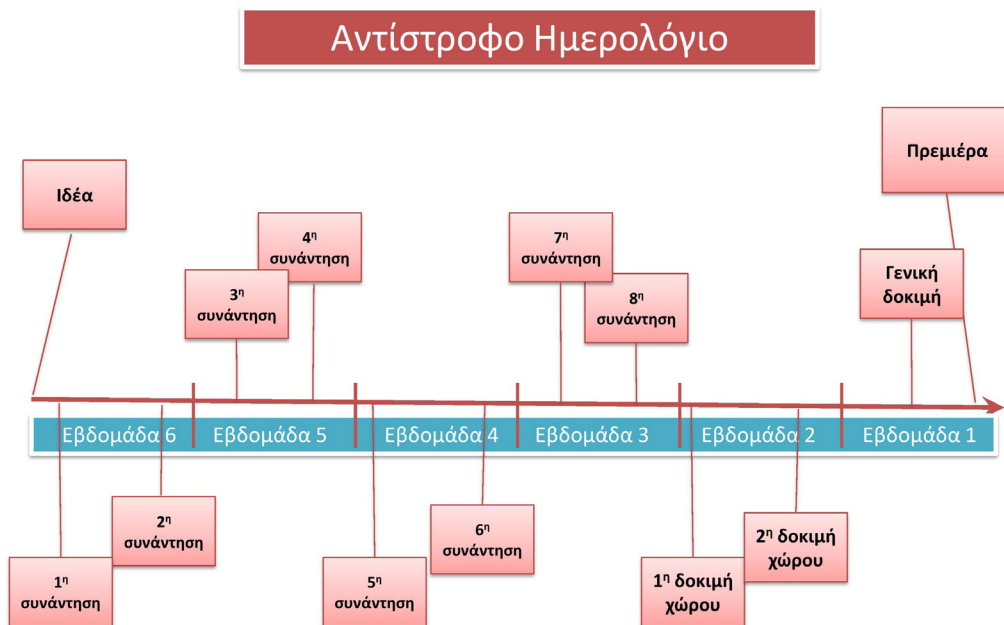 Αντίστροφο Ημερολόγιο
Ιδέα
4η
συνάντηση
3η
συνάντηση
7η
συνάντηση
8η
συνάντηση
Πρεμιέρα
Γενική
δοκιμή
Εβδομάδα 6
Εβδομάδα 5
Εβδομάδα 4
Εβδομάδα 3
Εβδομάδα 2
Εβδομάδα 1
1η
συνάντηση
2η
συνάντηση
5η
συνάντηση
6η
συνάντηση
1η δοκιμή
χώρου
2η δοκιμή
χώρου